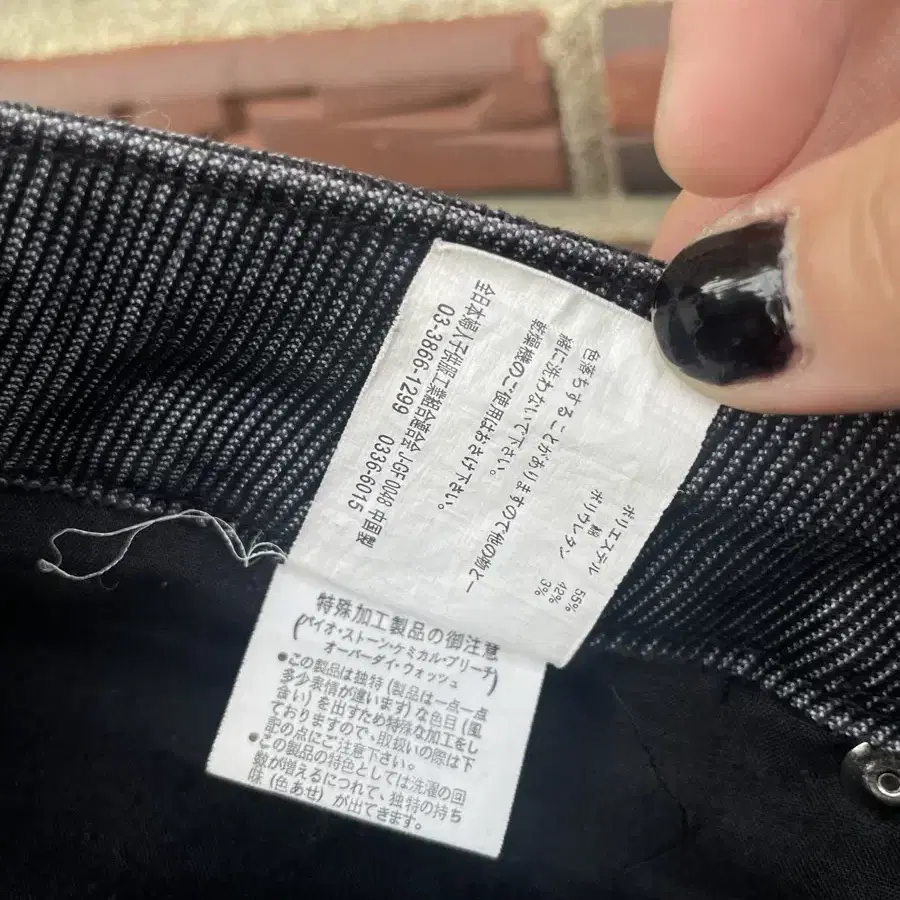 ポリエステル 55%
綿 42%
ポリウレタン 3%
色落ちすることがありますので他の物と一
緒に洗わないで下さい。
乾燥機のご使用はおさけ下さい。
全日本婦人子供服工業組合連合会 J-GF 0048 中国製
03-3866-1299 0336-6015
特殊加工製品の御注意
(バイオ・ストーン・ケミカル・ブリーチ
オーバーダイ・ウォッシュ)
●この製品は独特(製品は一点一点
多少表情が違います)な色目(風
合い)を出すため特殊な加工をし
ておりますので、取扱いの際は下
記の点にご注意下さい。
●この製品の特色としては洗濯の回
数が増えるにつれて、独特の持ち
味(色あせ)が出てきます。